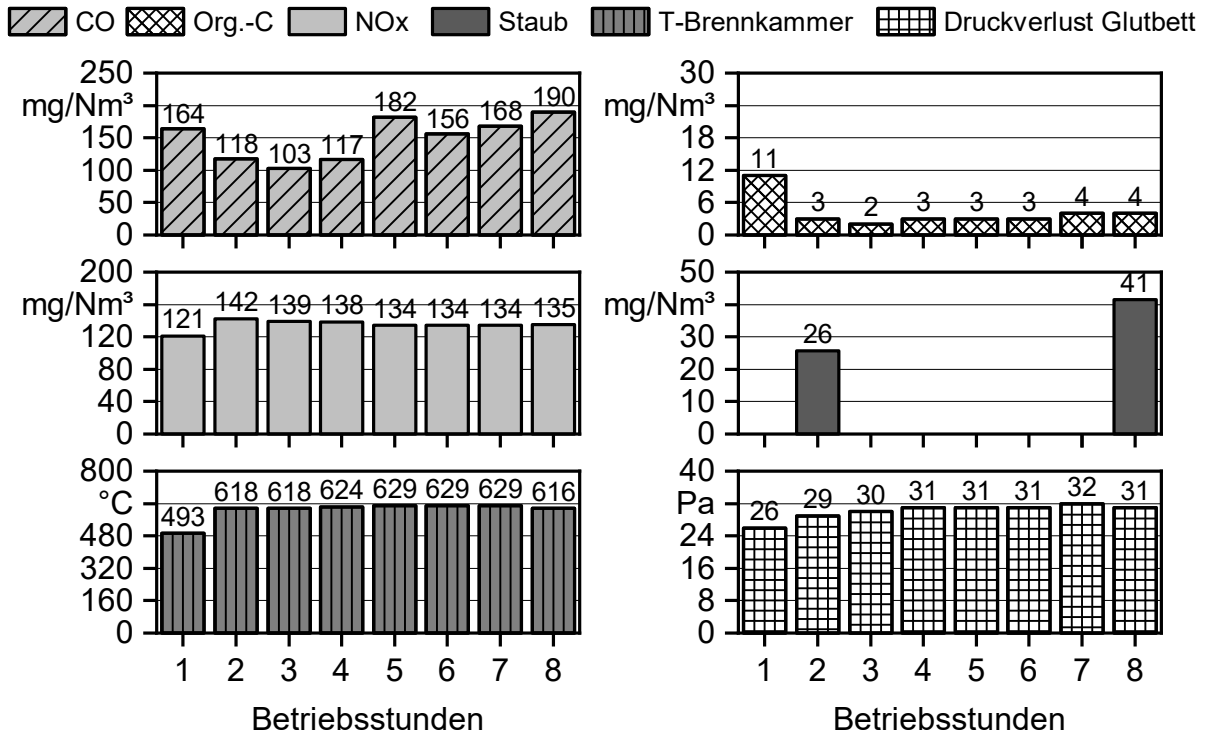 CO Org.-C NOx Staub T-Brennkammer Druckverlust Glutbett
250
mg/Nm³
150
100
50
0
164 118 103 117 182 156 168 190
30
mg/Nm³
18
12
6
0
11 3 2 3 3 3 4 4
200
mg/Nm³
120
80
40
0
121 142 139 138 134 134 134 135
50
mg/Nm³
30
20
10
0
26 41
800
°C
480
320
160
0
493 618 618 624 629 629 629 616
1 2 3 4 5 6 7 8
Betriebsstunden
40
Pa
24
16
8
0
26 29 30 31 31 31 32 31
1 2 3 4 5 6 7 8
Betriebsstunden